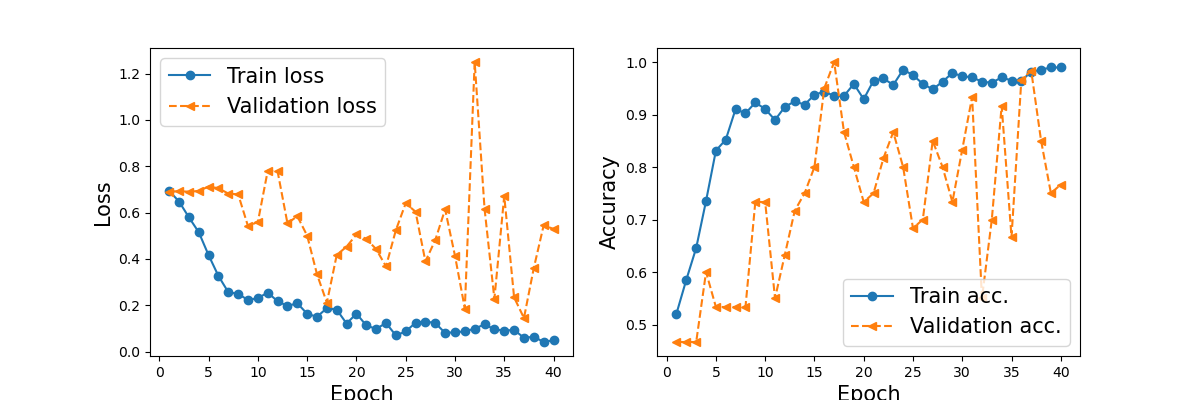 Loss
1.2
1.0
0.8
0.6
0.4
0.2
0.0
Train loss
Validation loss
0 5 10 15 20 25 30 35 40
Epoch
Accuracy
1.0
0.9
0.8
0.7
0.6
0.5
Train acc.
Validation acc.
0 5 10 15 20 25 30 35 40
Epoch